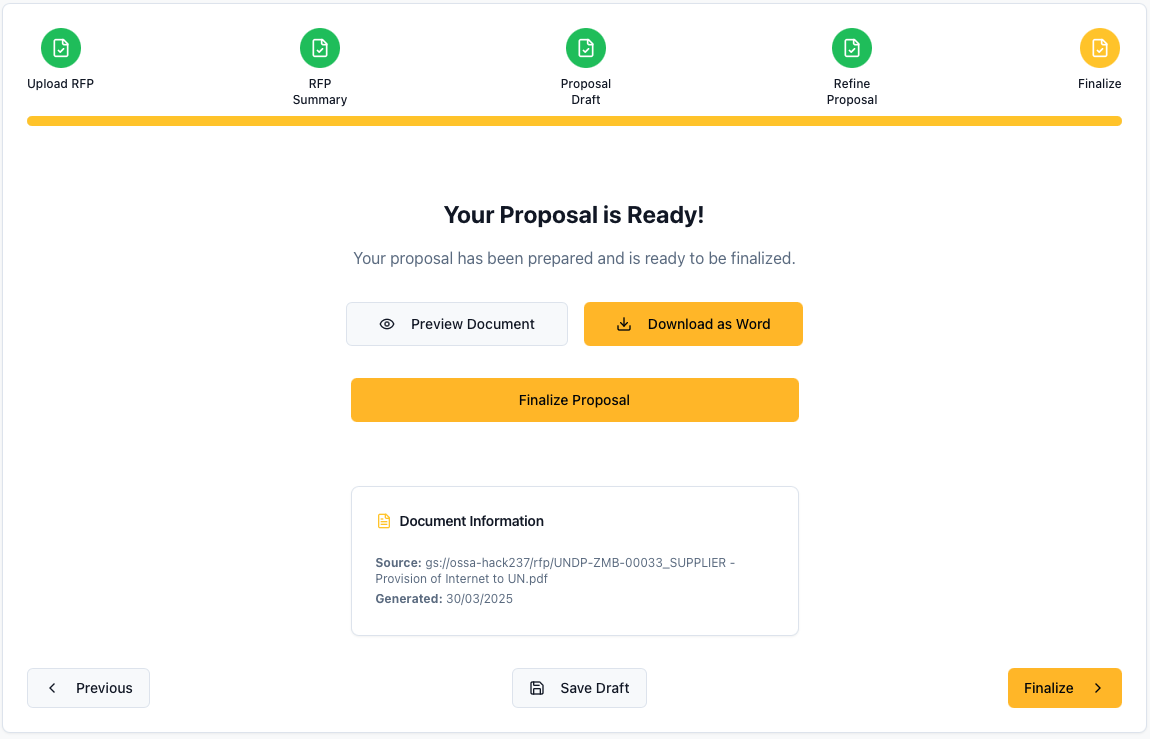 Upload RFP
RFP
Summary
Proposal
Draft
Refine
Proposal
Finalize
Your Proposal is Ready!
Your proposal has been prepared and is ready to be finalized.
Preview Document
Download as Word
Finalize Proposal
Document Information
Source: gs://ossa-hack237/rfp/UNDP-ZMB-00033_SUPPLIER -
Provision of Internet to UN.pdf
Generated: 30/03/2025
Previous
Save Draft
Finalize